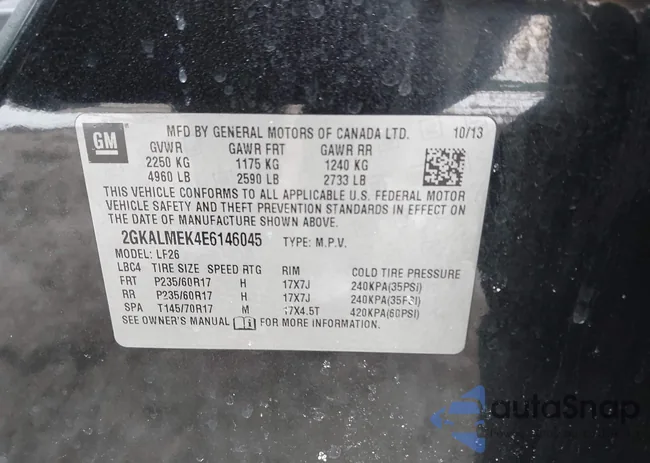 GM
MFD BY GENERAL MOTORS OF CANADA LTD. 10/13
GVWR GAWR FRT GAWR RR
2250 KG 1175 KG 1240 KG
4960 LB 2590 LB 2733 LB
THIS VEHICLE CONFORMS TO ALL APPLICABLE U.S. FEDERAL MOTOR
VEHICLE SAFETY AND THEFT PREVENTION STANDARDS IN EFFECT ON
THE DATE OF MANUFACTURE SHOWN ABOVE.
2GKALMEK4E6146045 TYPE: M.P.V.
MODEL: LF26
LBC4 TIRE SIZE SPEED RTG RIM COLD TIRE PRESSURE
FRT P235/60R17 H 17X7J 240KPA(35PSI)
RR P235/60R17 H 17X7J 240KPA(35PSI)
SPA T145/70R17 M 17X4.5T 420KPA(60PSI)
SEE OWNER'S MANUAL FOR MORE INFORMATION.
autaSnap